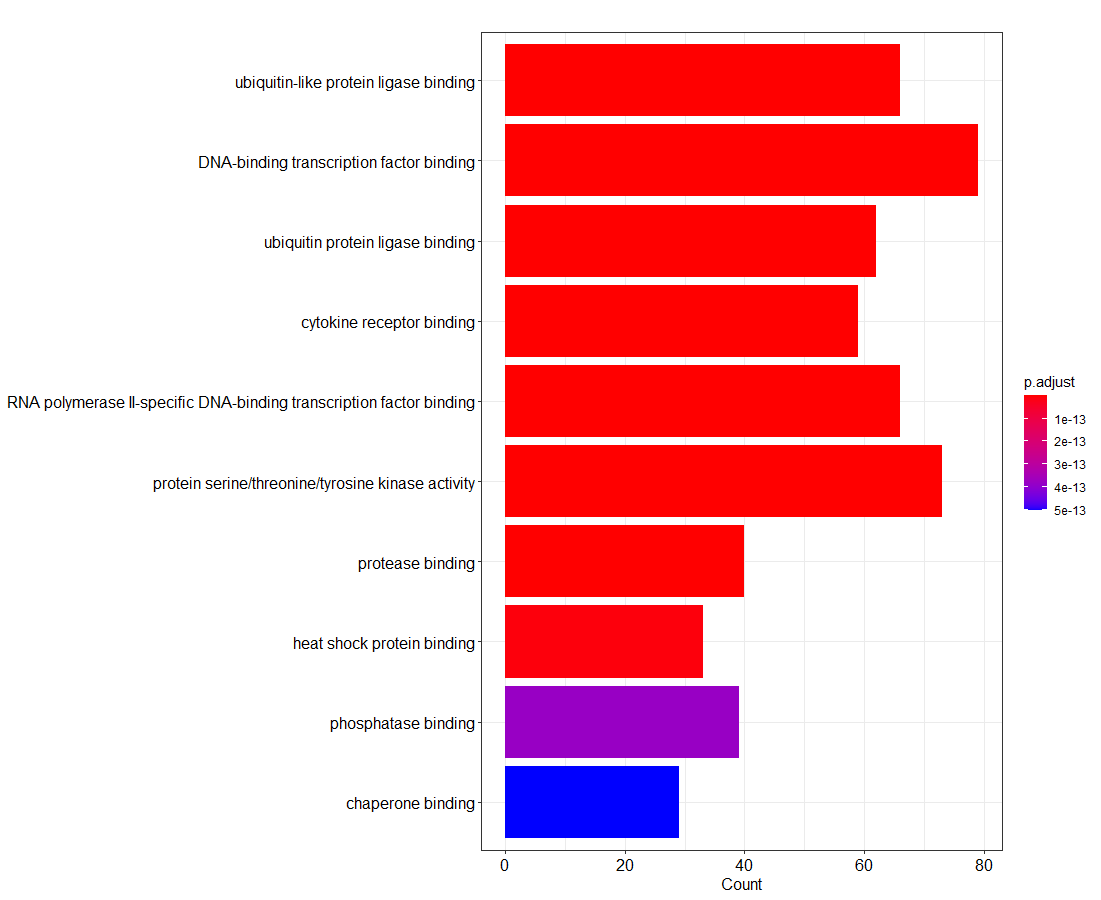 ubiquitin-like protein ligase binding
DNA-binding transcription factor binding
ubiquitin protein ligase binding
cytokine receptor binding
RNA polymerase II-specific DNA-binding transcription factor binding
protein serine/threonine/tyrosine kinase activity
protease binding
heat shock protein binding
phosphatase binding
chaperone binding
0 20 40 60 80
Count
p.adjust
1e-13
2e-13
3e-13
4e-13
5e-13